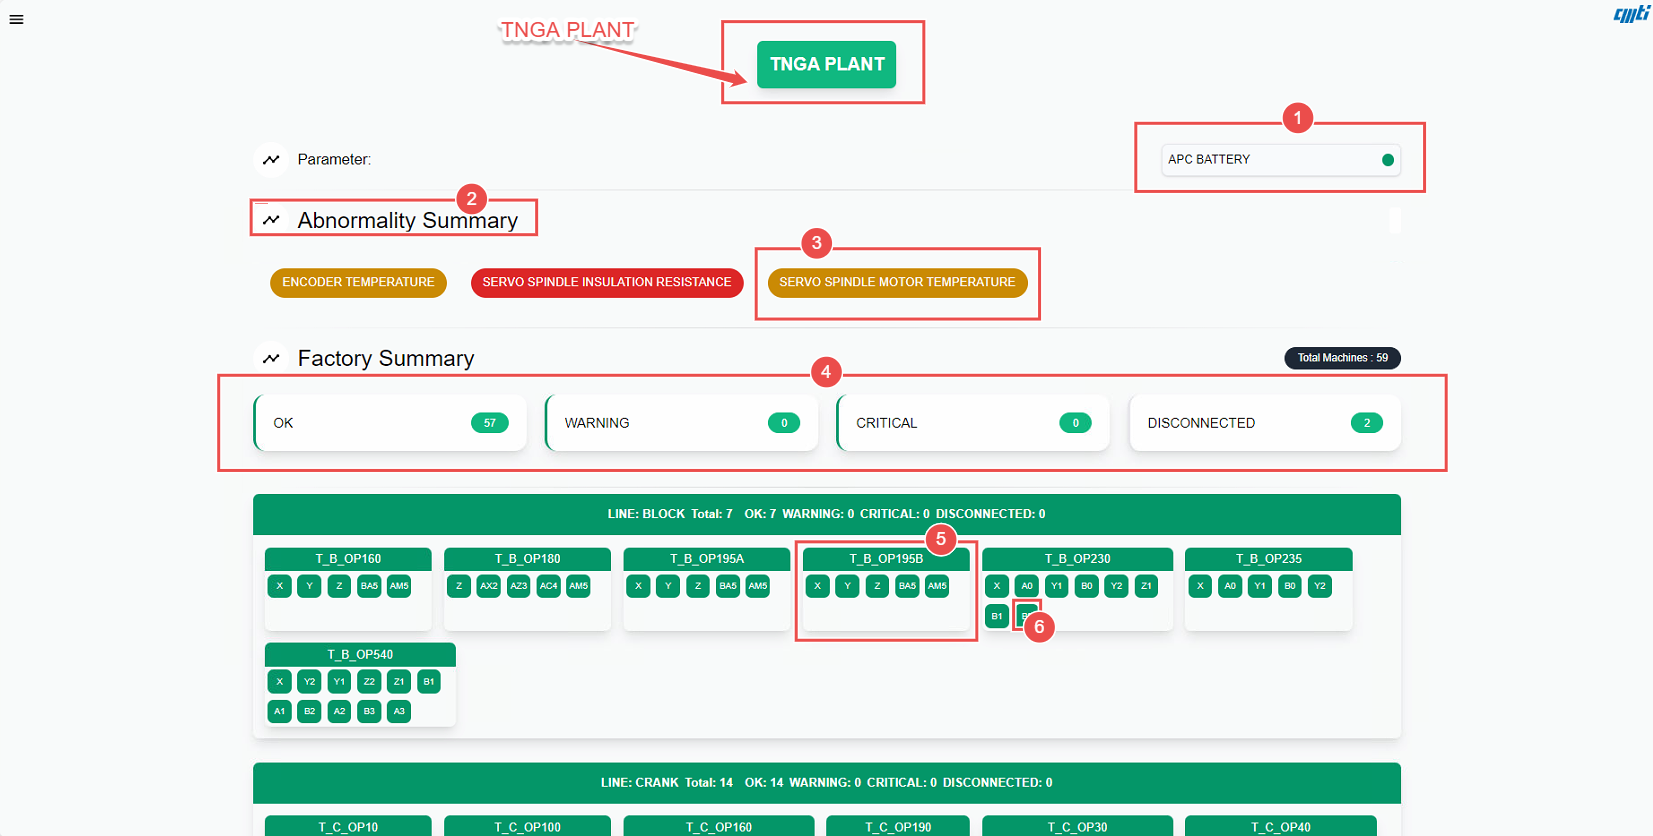 cmti
TNGA PLANT
TNGA PLANT
1
Parameter:
APC BATTERY
2
Abnormality Summary
3
ENCODER TEMPERATURE
SERVO SPINDLE INSULATION RESISTANCE
SERVO SPINDLE MOTOR TEMPERATURE
Factory Summary
Total Machines : 59
4
OK 57
WARNING 0
CRITICAL 0
DISCONNECTED 2
LINE: BLOCK Total: 7 OK: 7 WARNING: 0 CRITICAL: 0 DISCONNECTED: 0
5
T_B_OP160
X Y Z BA5 AM5
T_B_OP180
Z AX2 AZ3 AC4 AM5
T_B_OP195A
X Y Z BA5 AM5
T_B_OP195B
X Y Z BA5 AM5
T_B_OP230
X A0 Y1 B0 Y2 Z1
B1
6
T_B_OP235
X A0 Y1 B0 Y2
T_B_OP540
X Y2 Y1 Z2 Z1 B1
A1 B2 A2 B3 A3
LINE: CRANK Total: 14 OK: 14 WARNING: 0 CRITICAL: 0 DISCONNECTED: 0
T_C_OP10
T_C_OP100
T_C_OP160
T_C_OP190
T_C_OP30
T_C_OP40